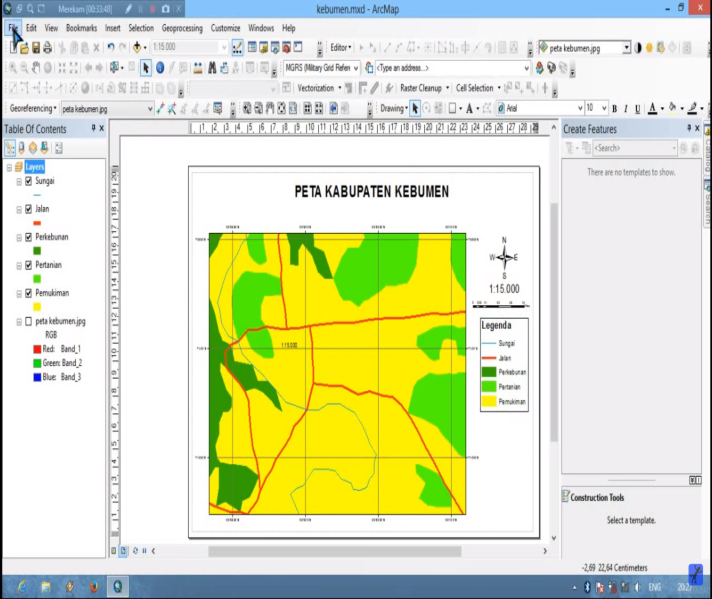 Merekam [00:33:48]
kebumen.mxd - ArcMap
File Edit View Bookmarks Insert Selection Geoprocessing Customize Windows Help
1:15.000
Editor
peta kebumen.jpg
MGRS (Military Grid Referen
<Type an address...>
Vectorization
Raster Cleanup
Cell Selection
Georeferencing
peta kebumen.jpg
Drawing
A
Arial
10
B I U A
Table Of Contents
Layers
Sungai
Jalan
Perkebunan
Pertanian
Pemukiman
peta kebumen.jpg
RGB
Red: Band_1
Green: Band_2
Blue: Band_3
PETA KABUPATEN KEBUMEN
N
W E
S
1:15.000
1:15.000
Legenda
Sungai
Jalan
Perkebunan
Pertanian
Pemukiman
Create Features
<Search>
There are no templates to show.
Construction Tools
Select a template.
Catalog
Search
-2,69 22,64 Centimeters
ENG